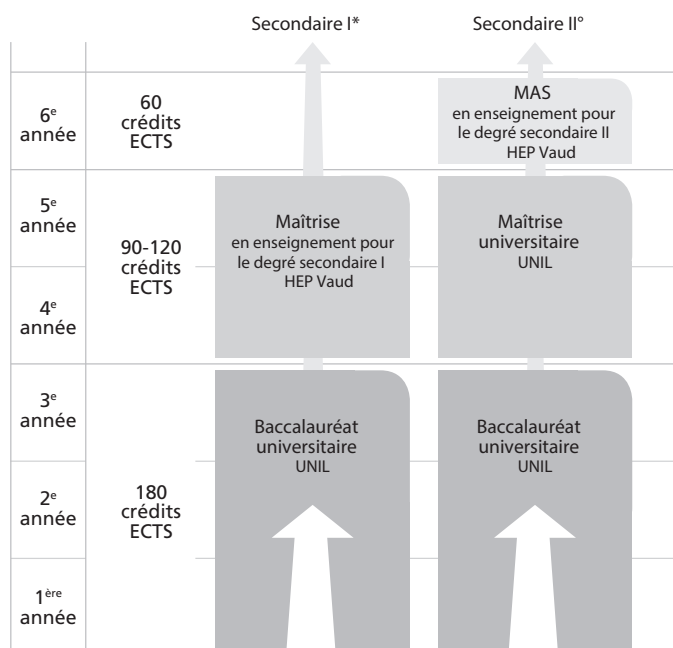 Secondaire I*
Secondaire II°
6e
année
60
crédits
ECTS
MAS
en enseignement pour
le degré secondaire II
HEP Vaud
5e
année
90-120
crédits
ECTS
4e
année
Maîtrise
en enseignement pour
le degré secondaire I
HEP Vaud
Maîtrise
universitaire
UNIL
3e
année
Baccalauréat
universitaire
UNIL
Baccalauréat
universitaire
UNIL
2e
année
180
crédits
ECTS
1ère
année